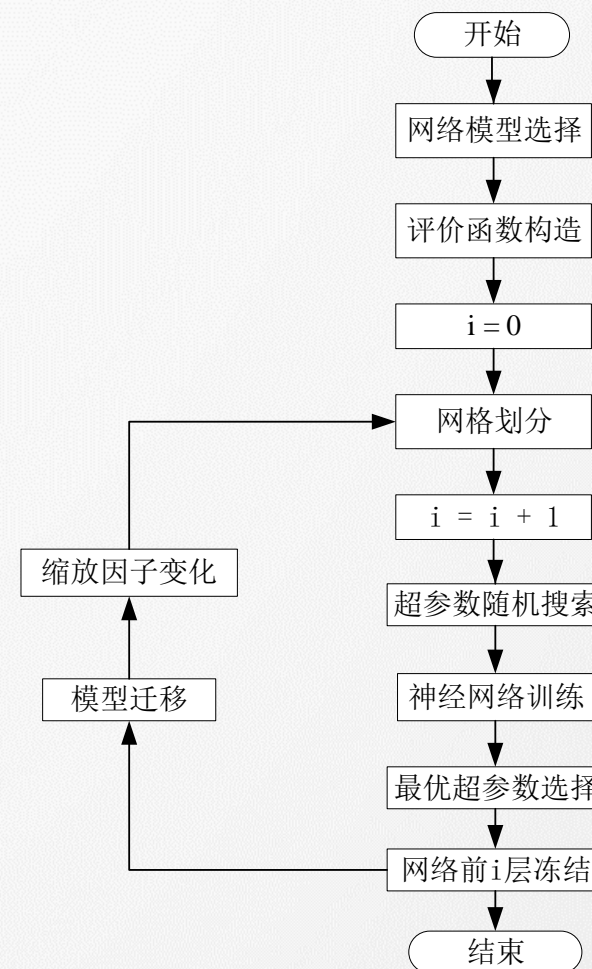 开始
网络模型选择
评价函数构造
i = 0
网格划分
i = i + 1
超参数随机搜索
神经网络训练
最优超参数选择
网络前i层冻结
结束
缩放因子变化
模型迁移